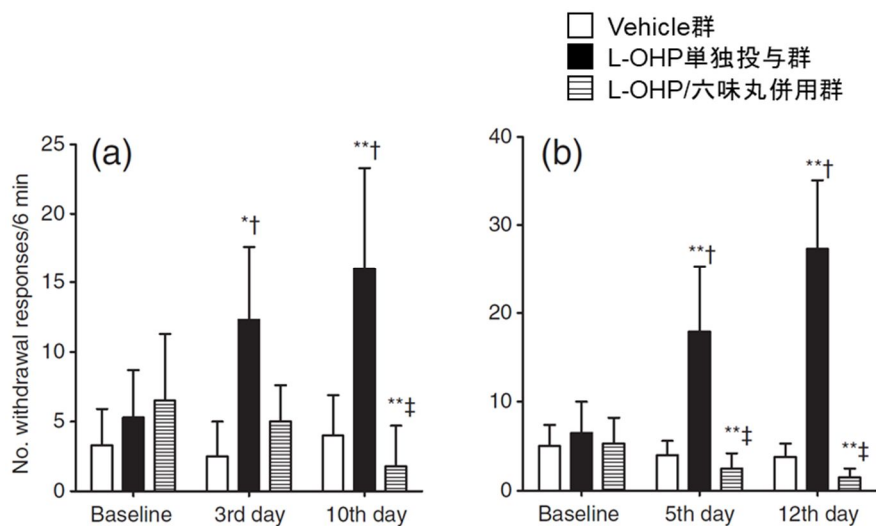 Vehicle群
L-OHP単独投与群
L-OHP/六味丸併用群
(a)
No. withdrawal responses/6 min
25
20
15
10
5
0
*†
**†
**‡
Baseline
3rd day
10th day
(b)
40
30
20
10
0
**†
**‡
**†
**‡
Baseline
5th day
12th day